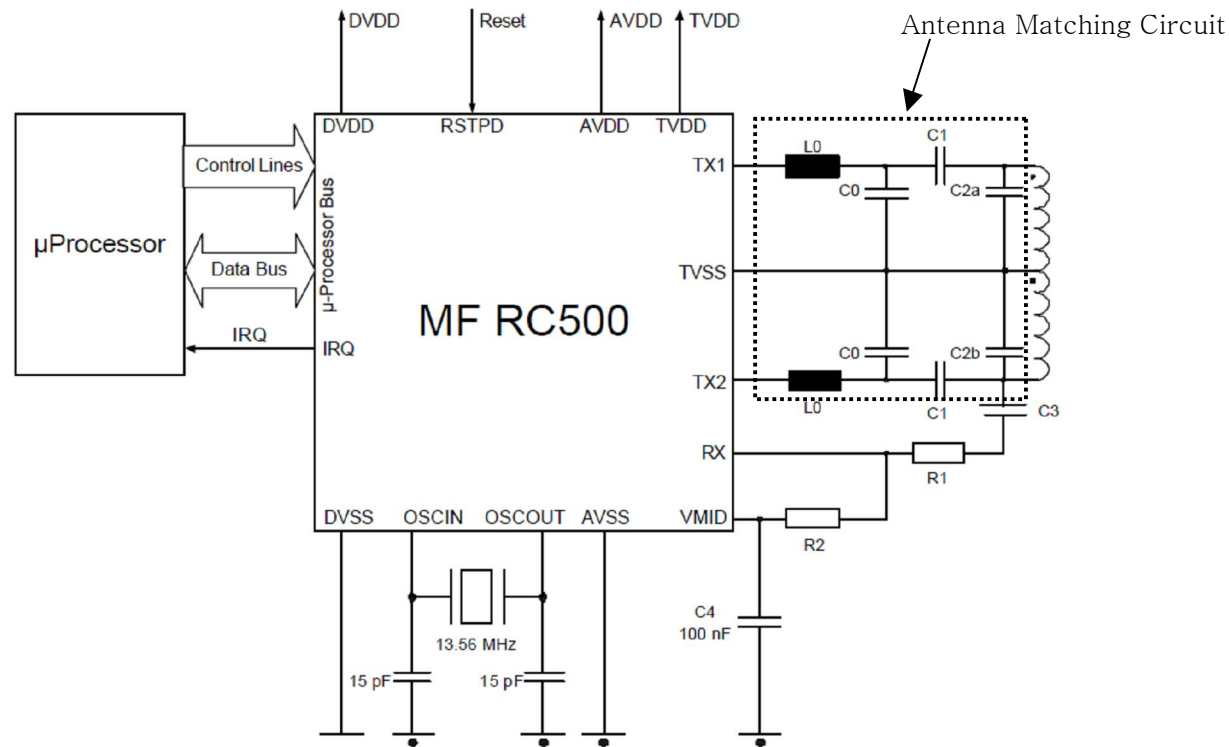 DVDD
Reset
AVDD
TVDD
Antenna Matching Circuit
DVDD
RSTPD
AVDD
TVDD
Control Lines
μ-Processor Bus
TX1
L0
C1
C0
C2a
μProcessor
Data Bus
TVSS
MF RC500
IRQ
IRQ
C0
C2b
TX2
L0
C1
C3
RX
R1
DVSS
OSCIN
OSCOUT
AVSS
VMID
R2
13.56 MHz
C4
100 nF
15 pF
15 pF